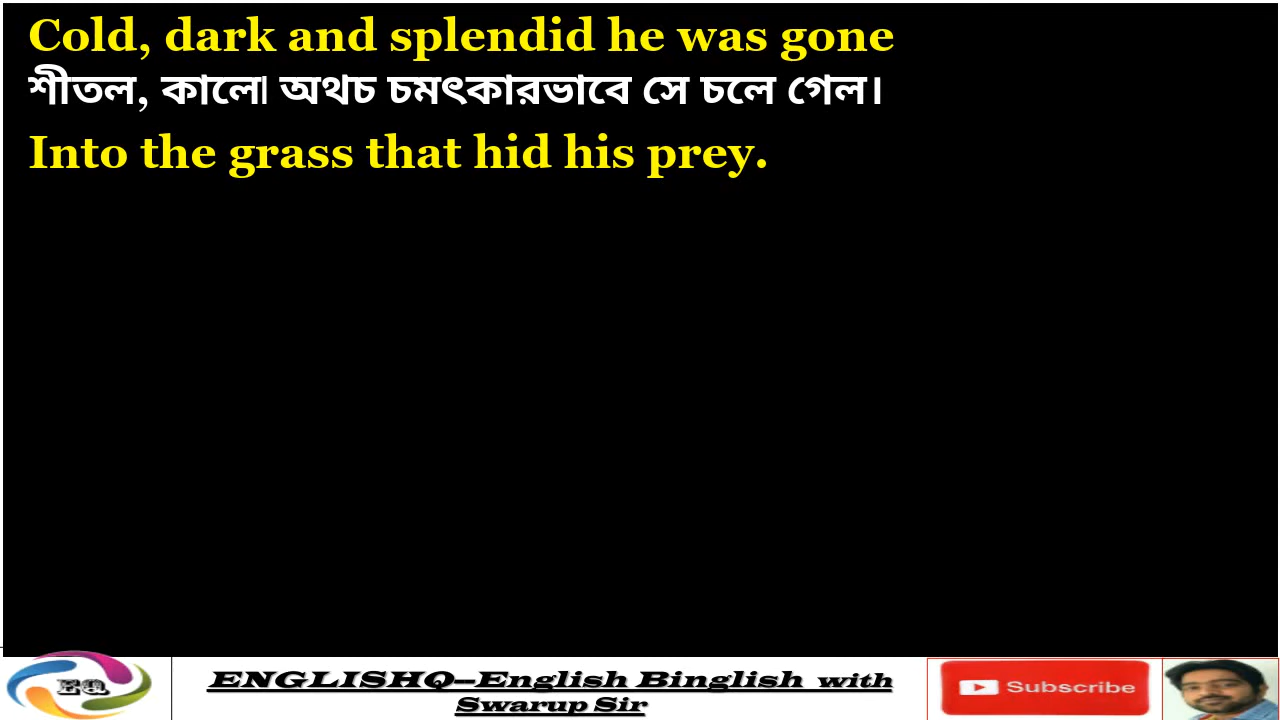 Cold, dark and splendid he was gone
শীতল, কালো অথচ চমৎকারভাবে সে চলে গেল।
Into the grass that hid his prey.
EQ
ENGLISHQ--English Binglish with
Swarup Sir
Subscribe